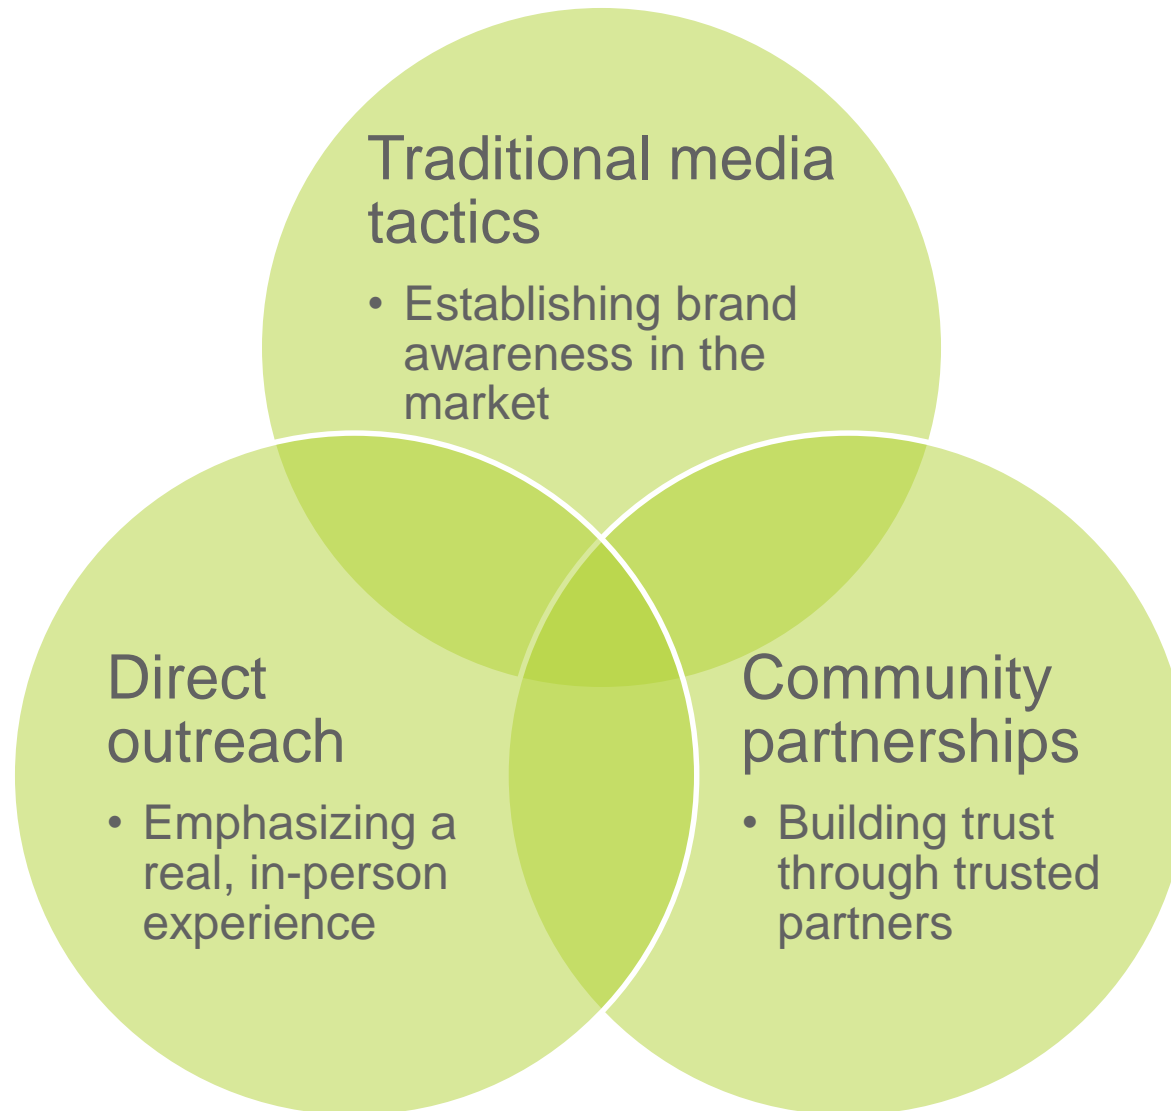 Traditional media
tactics
• Establishing brand
awareness in the
market
Direct
outreach
• Emphasizing a
real, in-person
experience
Community
partnerships
• Building trust
through trusted
partners